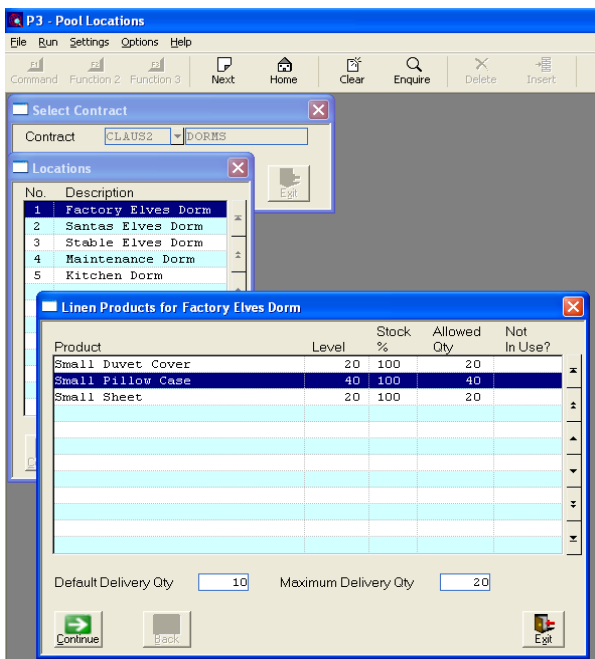 P3 - Pool Locations
File Run Settings Options Help
F1 F2 F3
Command Function 2 Function 3 Next Home Clear Enquire Delete Insert
Select Contract
Contract CLAUS2 DORMS
Exit
Locations
No. Description
1 Factory Elves Dorm
2 Santas Elves Dorm
3 Stable Elves Dorm
4 Maintenance Dorm
5 Kitchen Dorm
Linen Products for Factory Elves Dorm
Product Level Stock % Allowed Qty Not In Use?
Small Duvet Cover 20 100 20
Small Pillow Case 40 100 40
Small Sheet 20 100 20
Default Delivery Qty 10 Maximum Delivery Qty 20
Continue Back Exit